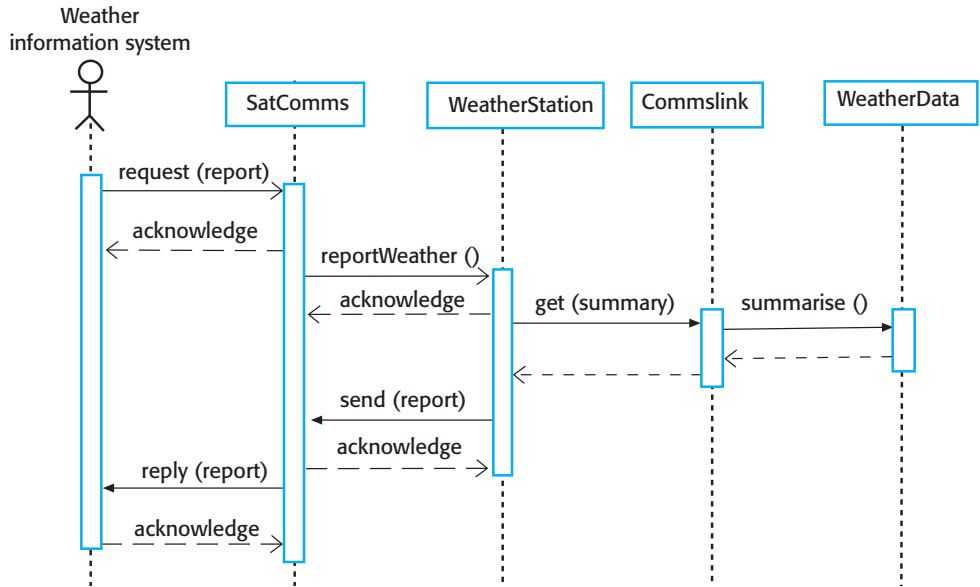 Weather
information system
SatComms
WeatherStation
Commslink
WeatherData
request (report)
acknowledge
reportWeather ()
acknowledge
get (summary)
summarise ()
send (report)
acknowledge
reply (report)
acknowledge